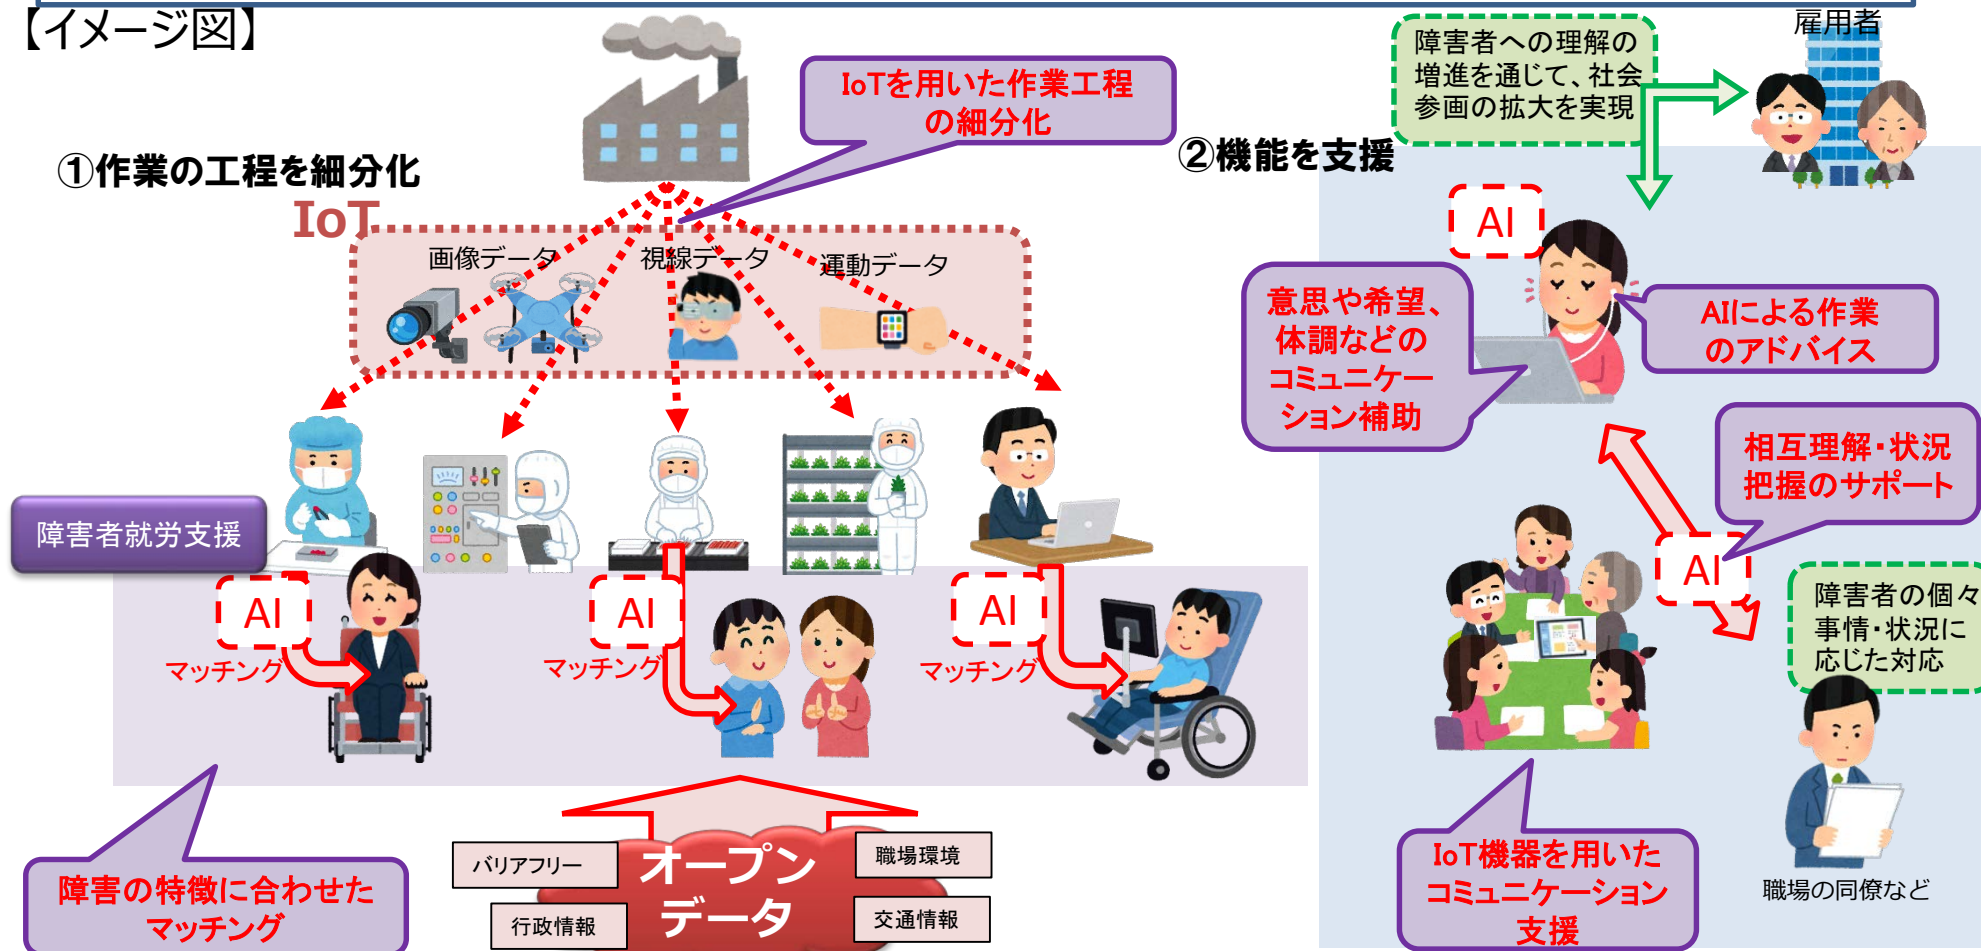 【イメージ図】
雇用者
障害者への理解の
増進を通じて、社会
参画の拡大を実現
IoTを用いた作業工程
の細分化
①作業の工程を細分化
②機能を支援
IoT
画像データ
視線データ
運動データ
AI
意思や希望、
体調などの
コミュニケー
ション補助
AIによる作業
のアドバイス
相互理解・状況
把握のサポート
障害者就労支援
AI
マッチング
AI
マッチング
AI
マッチング
AI
障害者の個々
事情・状況に
応じた対応
障害の特徴に合わせた
マッチング
バリアフリー
行政情報
オープン
データ
職場環境
交通情報
IoT機器を用いた
コミュニケーション
支援
職場の同僚など